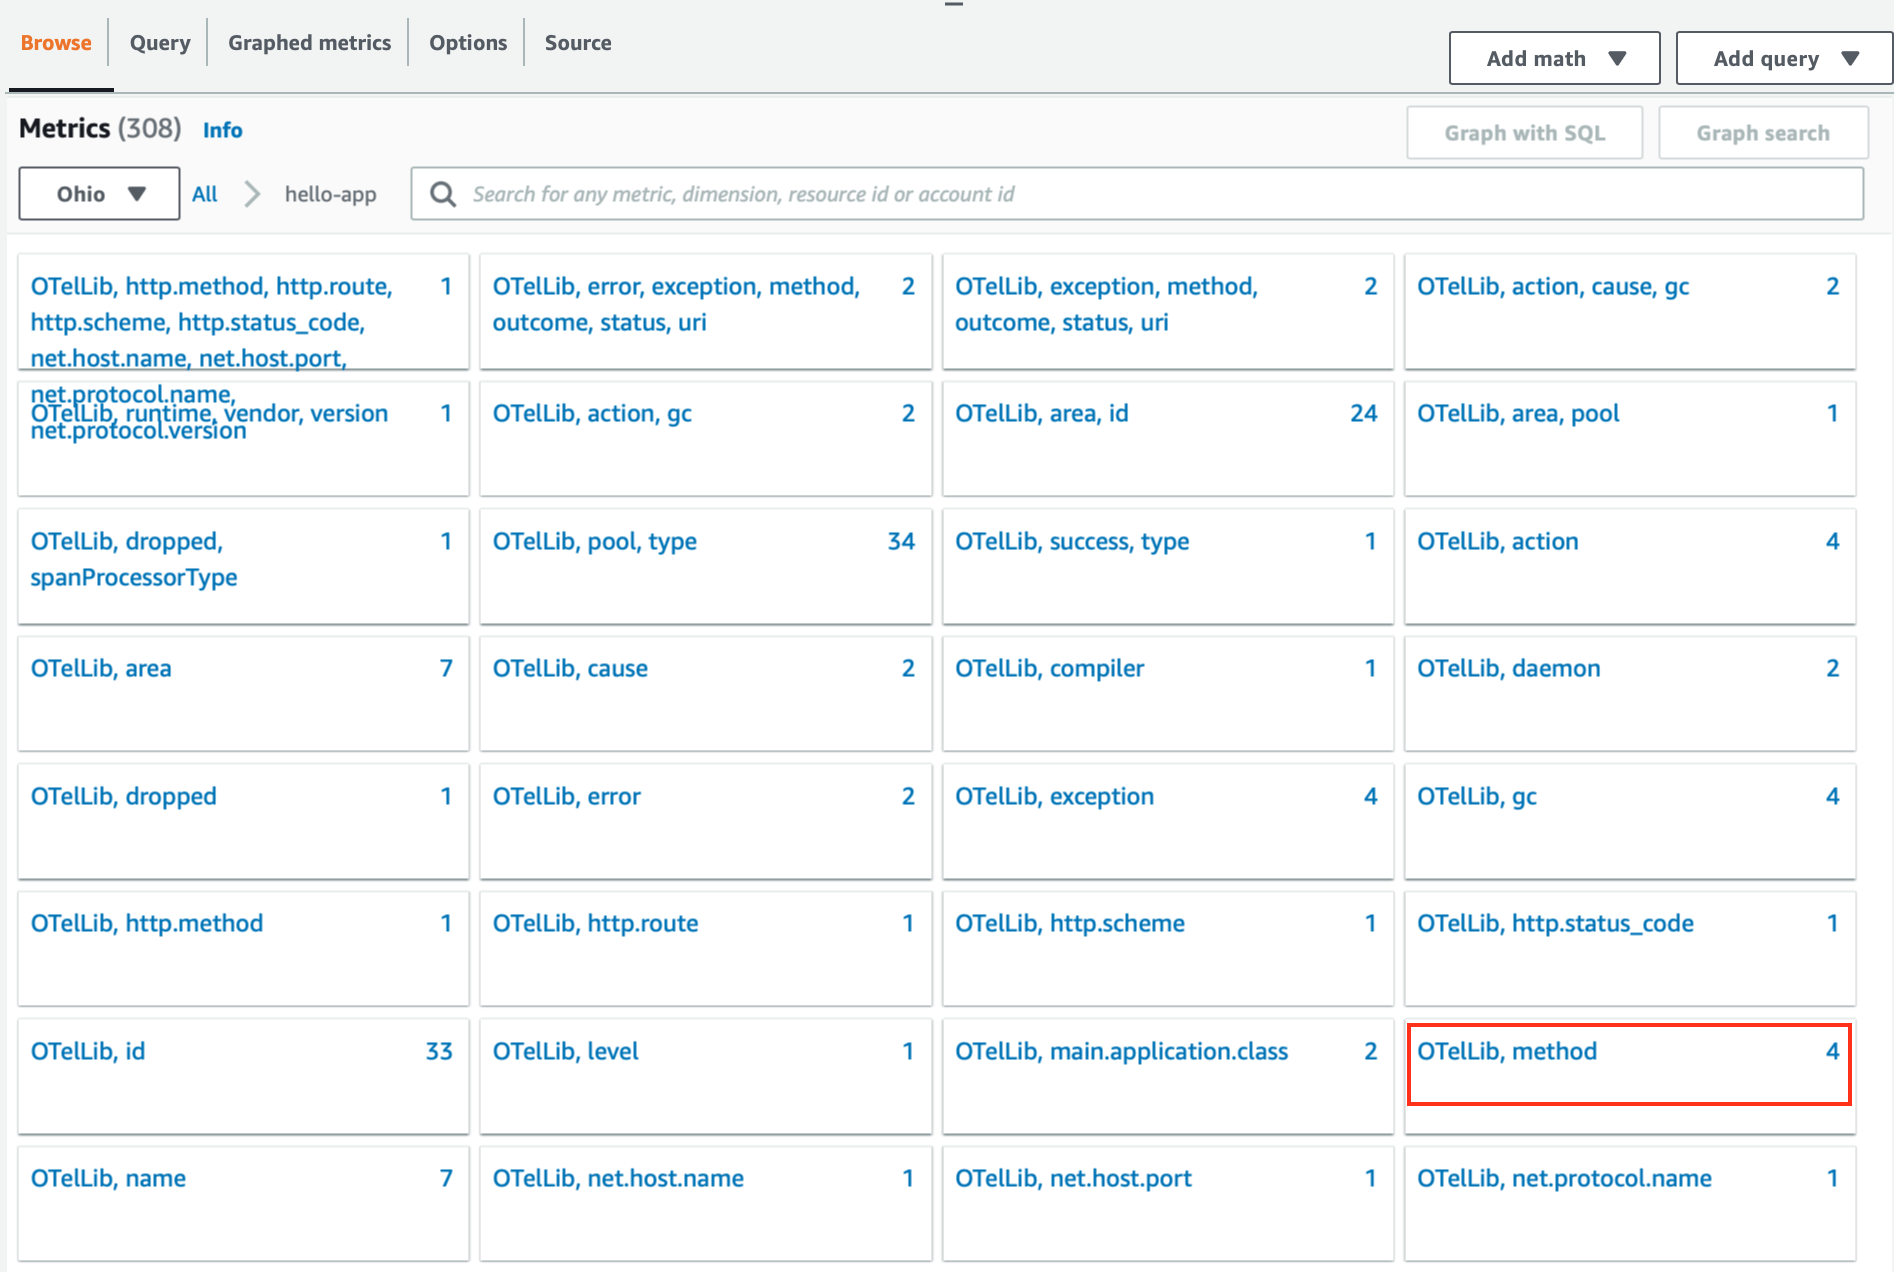 Browse Query Graphed metrics Options Source
Add math Add query
Metrics (308) Info
Graph with SQL Graph search
Ohio All hello-app Search for any metric, dimension, resource id or account id
OTelLib, http.method, http.route, 1
http.scheme, http.status_code,
net.host.name, net.host.port,
net.protocol.name,
net.protocol.version
OTelLib, error, exception, method, 2
outcome, status, uri
OTelLib, exception, method, 2
outcome, status, uri
OTelLib, action, cause, gc 2
OTelLib, runtime, vendor, version 1
OTelLib, action, gc 2
OTelLib, area, id 24
OTelLib, area, pool 1
OTelLib, dropped, 1
spanProcessorType
OTelLib, pool, type 34
OTelLib, success, type 1
OTelLib, action 4
OTelLib, area 7
OTelLib, cause 2
OTelLib, compiler 1
OTelLib, daemon 2
OTelLib, dropped 1
OTelLib, error 2
OTelLib, exception 4
OTelLib, gc 4
OTelLib, http.method 1
OTelLib, http.route 1
OTelLib, http.scheme 1
OTelLib, http.status_code 1
OTelLib, id 33
OTelLib, level 1
OTelLib, main.application.class 2
OTelLib, method 4
OTelLib, name 7
OTelLib, net.host.name 1
OTelLib, net.host.port 1
OTelLib, net.protocol.name 1